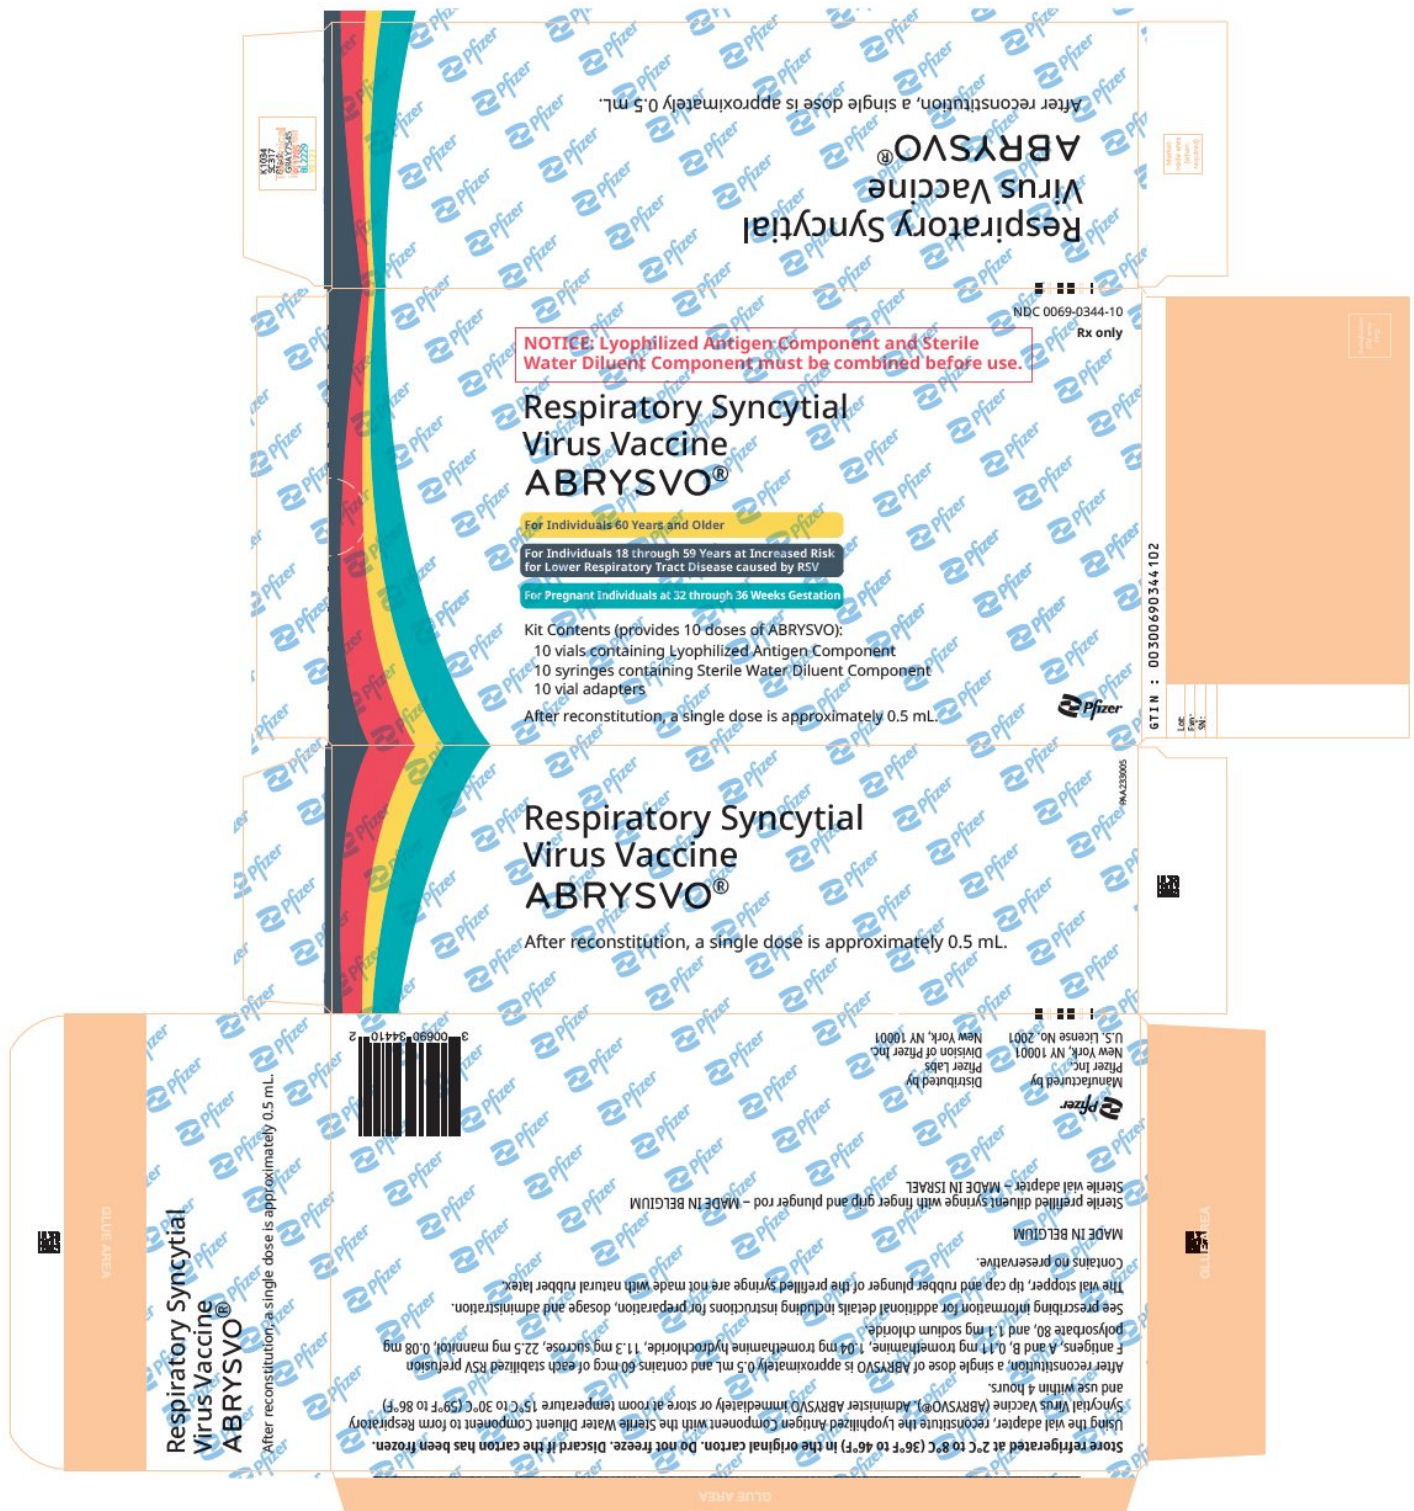 After reconstitution, a single dose is approximately 0.5 mL.
ABRYSVO®
Virus Vaccine
Respiratory Syncytial
K1034
SC317
GRAY7545
BL2229
NDC 0069-0344-10
Rx only
NOTICE: Lyophilized Antigen Component and Sterile
Water Diluent Component must be combined before use.
Respiratory Syncytial
Virus Vaccine
ABRYSVO®
For Individuals 60 Years and Older
For Individuals 18 through 59 Years at Increased Risk
for Lower Respiratory Tract Disease caused by RSV
For Pregnant Individuals at 32 through 36 Weeks Gestation
Kit Contents (provides 10 doses of ABRYSVO):
10 vials containing Lyophilized Antigen Component
10 syringes containing Sterile Water Diluent Component
10 vial adapters
After reconstitution, a single dose is approximately 0.5 mL.
Pfizer
GTIN : 00300690344102
Lot:
SN:
PAA233005
Respiratory Syncytial
Virus Vaccine
ABRYSVO®
After reconstitution, a single dose is approximately 0.5 mL.
Store refrigerated at 2°C to 8°C (36°F to 46°F) in the original carton. Do not freeze. Discard if the carton has been frozen.
Using the vial adapter, reconstitute the Lyophilized Antigen Component with the Sterile Water Diluent Component to form Respiratory
Syncytial Virus Vaccine (ABRYSVO®). Administer ABRYSVO immediately or store at room temperature 15°C to 30°C (59°F to 86°F)
and use within 4 hours.
After reconstitution, a single dose of ABRYSVO is approximately 0.5 mL and contains 60 mcg of each stabilized RSV prefusion
F antigens, A and B, 0.11 mg tromethamine, 1.04 mg tromethamine hydrochloride, 11.3 mg sucrose, 22.5 mg mannitol, 0.08 mg
polysorbate 80, and 1.1 mg sodium chloride.
See prescribing information for additional details including instructions for preparation, dosage and administration.
The vial stopper, tip cap and rubber plunger of the prefilled syringe are not made with natural rubber latex.
Contains no preservative.
MADE IN BELGIUM
Sterile prefilled diluent syringe with finger grip and plunger rod – MADE IN BELGIUM
Sterile vial adapter – MADE IN ISRAEL
Pfizer
Manufactured by
Pfizer Inc.
New York, NY 10001
U.S. License No. 2001
Distributed by
Pfizer Labs
Division of Pfizer Inc.
New York, NY 10001
3 00690-34410 2
Respiratory Syncytial
Virus Vaccine
ABRYSVO®
After reconstitution, a single dose is approximately 0.5 mL.
GLUE AREA
GLUE AREA
GLUE AREA